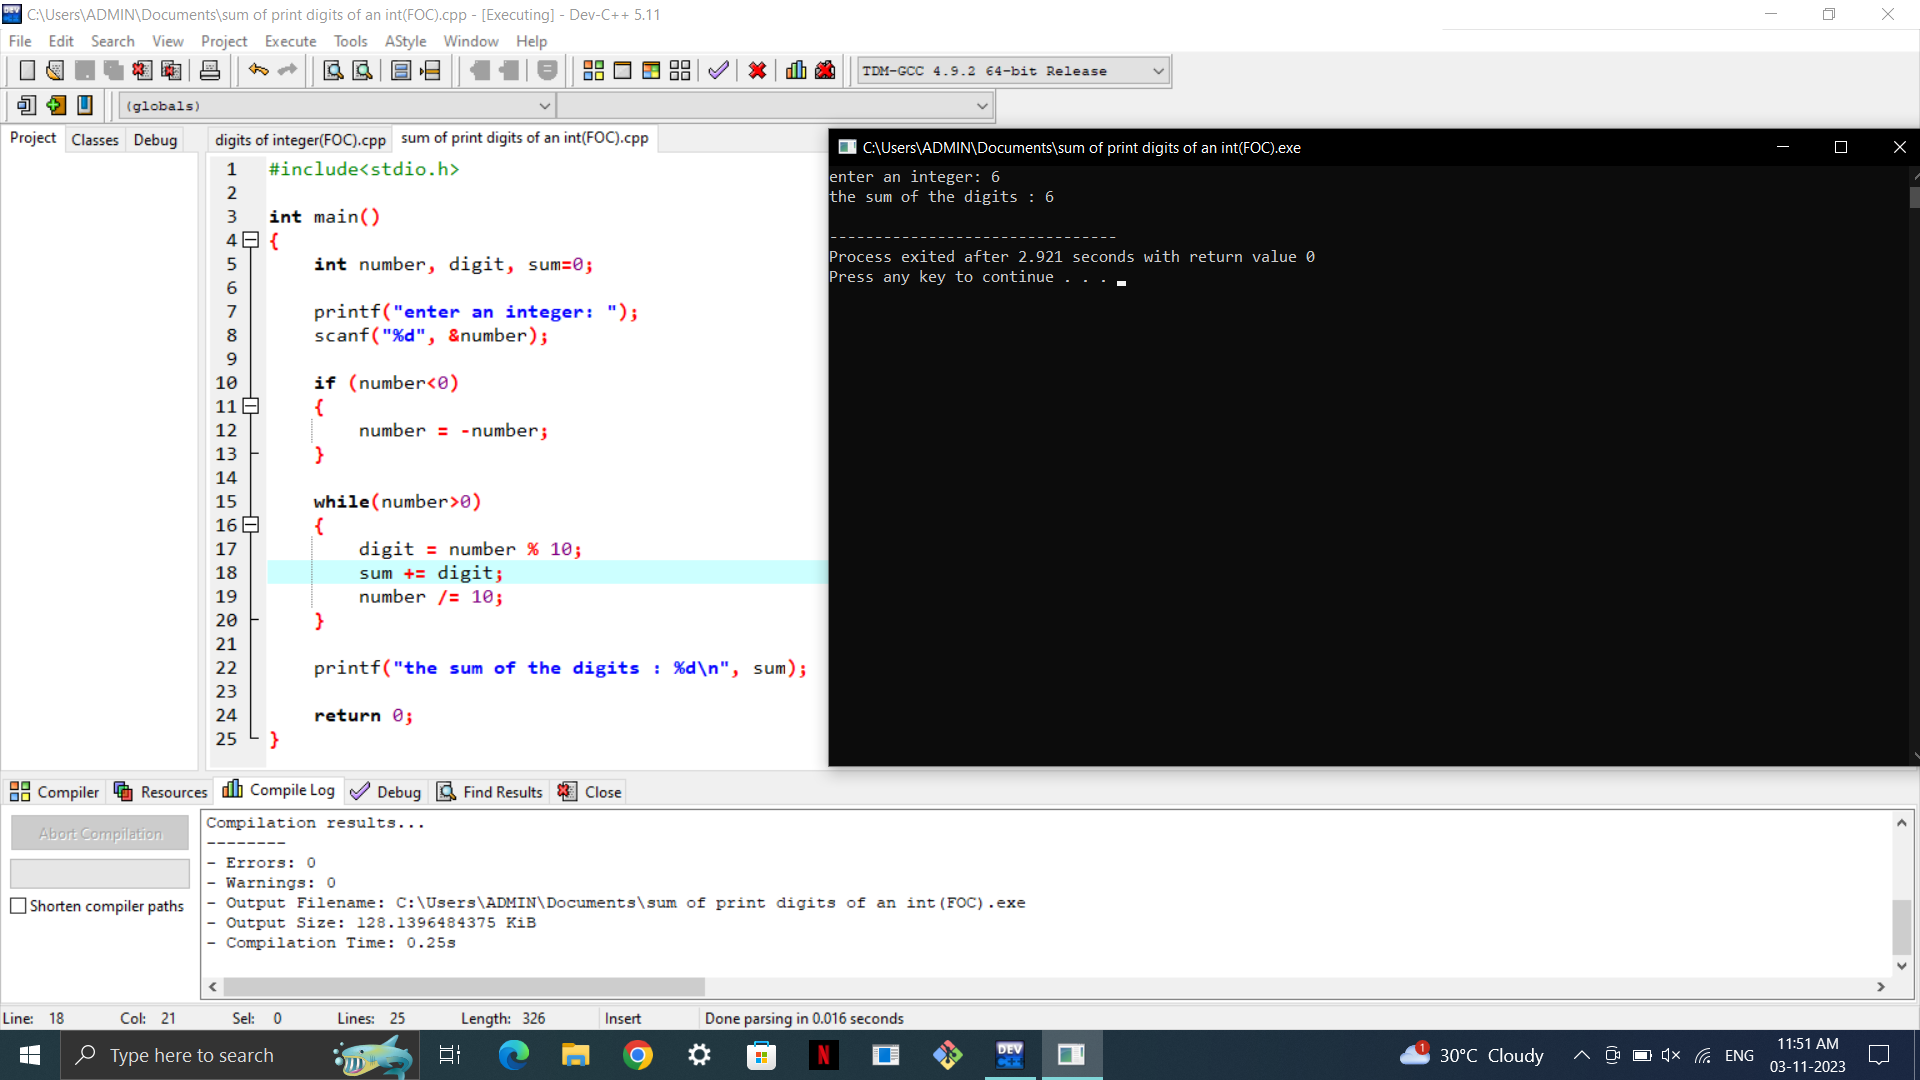 C:\Users\ADMIN\Documents\sum of print digits of an int(FOC).cpp - [Executing] - Dev-C++ 5.11
File Edit Search View Project Execute Tools AStyle Window Help
TDM-GCC 4.9.2 64-bit Release
(globals)
Project Classes Debug
digits of integer(FOC).cpp sum of print digits of an int(FOC).cpp
1 #include<stdio.h>
2
3 int main()
4 {
5 int number, digit, sum=0;
6
7 printf("enter an integer: ");
8 scanf("%d", &number);
9
10 if (number<0)
11 {
12 number = -number;
13 }
14
15 while(number>0)
16 {
17 digit = number % 10;
18 sum += digit;
19 number /= 10;
20 }
21
22 printf("the sum of the digits : %d\n", sum);
23
24 return 0;
25 }
C:\Users\ADMIN\Documents\sum of print digits of an int(FOC).exe
enter an integer: 6
the sum of the digits : 6
--------------------------------
Process exited after 2.921 seconds with return value 0
Press any key to continue . . .
Compiler Resources Compile Log Debug Find Results Close
Abort Compilation
Shorten compiler paths
Compilation results...
--------
- Errors: 0
- Warnings: 0
- Output Filename: C:\Users\ADMIN\Documents\sum of print digits of an int(FOC).exe
- Output Size: 128.1396484375 KiB
- Compilation Time: 0.25s
Line: 18 Col: 21 Sel: 0 Lines: 25 Length: 326 Insert Done parsing in 0.016 seconds
Type here to search
N
DEV
C++
1
30°C Cloudy
ENG
11:51 AM
03-11-2023